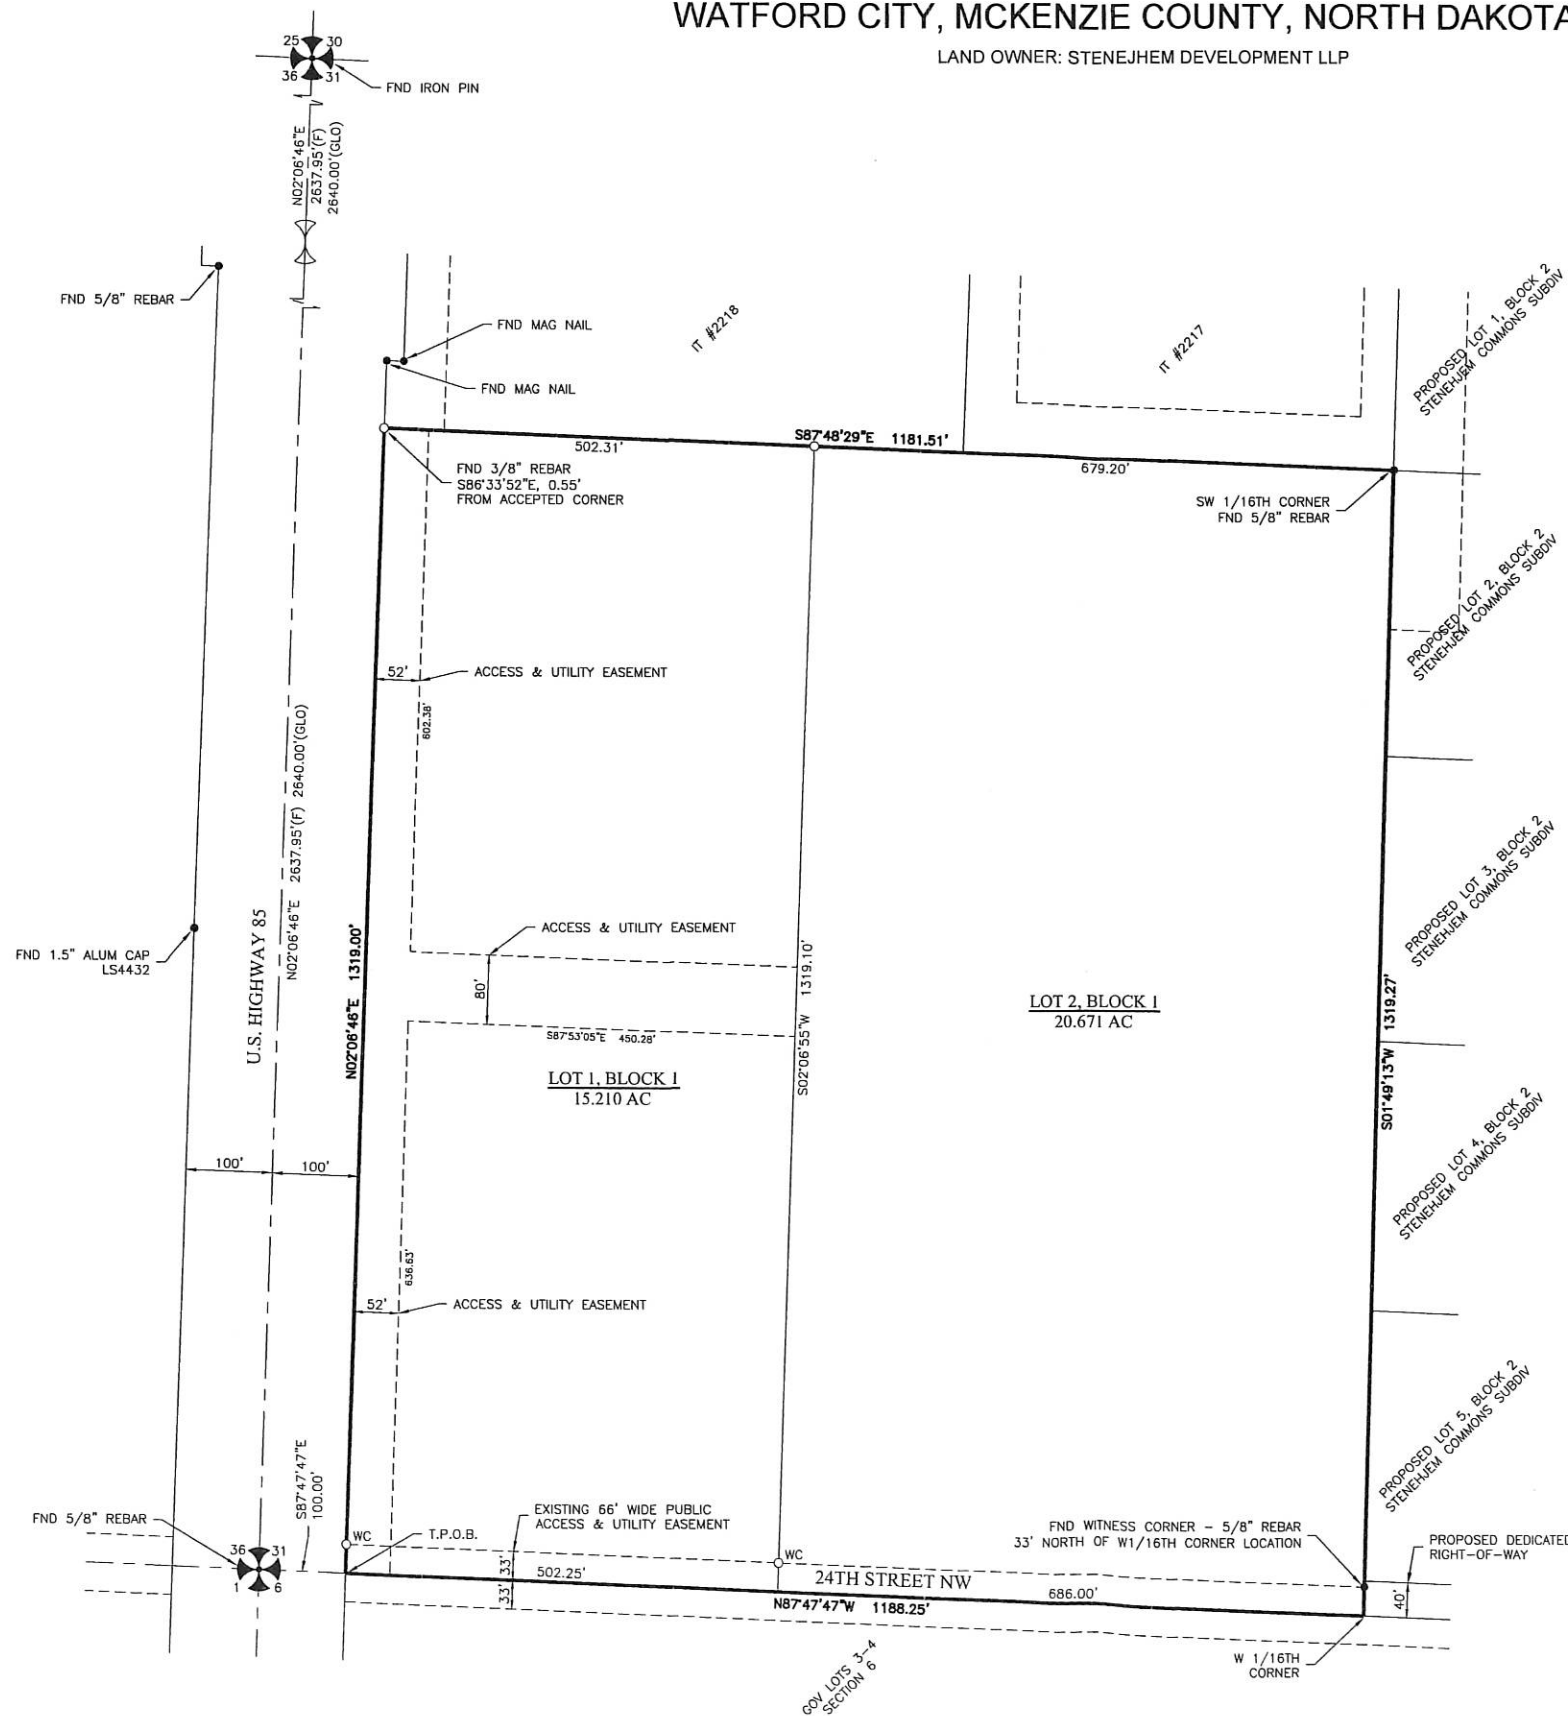 WATFORD CITY, MCKENZIE COUNTY, NORTH DAKOTA
LAND OWNER: STENEJHEM DEVELOPMENT LLP
25 30
36 31
FND IRON PIN
N02°06'46"E
2637.95'(F)
2640.00'(GLO)
FND 5/8" REBAR
FND MAG NAIL
FND MAG NAIL
IT #2218
IT #2217
PROPOSED LOT 1, BLOCK 2
STENEHJEM COMMONS SUBDIV
S87°48'29"E 1181.51'
502.31'
679.20'
FND 3/8" REBAR
S86°33'52"E, 0.55'
FROM ACCEPTED CORNER
SW 1/16TH CORNER
FND 5/8" REBAR
PROPOSED LOT 2, BLOCK 2
STENEHJEM COMMONS SUBDIV
52'
ACCESS & UTILITY EASEMENT
602.38'
N02°06'46"E 2637.95'(F) 2640.00'(GLO)
U.S. HIGHWAY 85
FND 1.5" ALUM CAP
LS4432
N02°06'46"E 1319.00'
ACCESS & UTILITY EASEMENT
80'
S87°53'05"E 450.28'
S02°06'55"W 1319.10'
LOT 1, BLOCK 1
15.210 AC
LOT 2, BLOCK 1
20.671 AC
PROPOSED LOT 3, BLOCK 2
STENEHJEM COMMONS SUBDIV
S01°49'13"W 1319.27'
PROPOSED LOT 4, BLOCK 2
STENEHJEM COMMONS SUBDIV
100'
100'
636.63'
52'
ACCESS & UTILITY EASEMENT
PROPOSED LOT 5, BLOCK 2
STENEHJEM COMMONS SUBDIV
S87°47'47"E
100.00'
FND 5/8" REBAR
36 31
1 6
WC
T.P.O.B.
EXISTING 66' WIDE PUBLIC
ACCESS & UTILITY EASEMENT
33'
33'
502.25'
WC
24TH STREET NW
FND WITNESS CORNER - 5/8" REBAR
33' NORTH OF W1/16TH CORNER LOCATION
686.00'
N87°47'47"W 1188.25'
PROPOSED DEDICATED
RIGHT-OF-WAY
40'
W 1/16TH
CORNER
GOV LOTS 3-4
SECTION 6